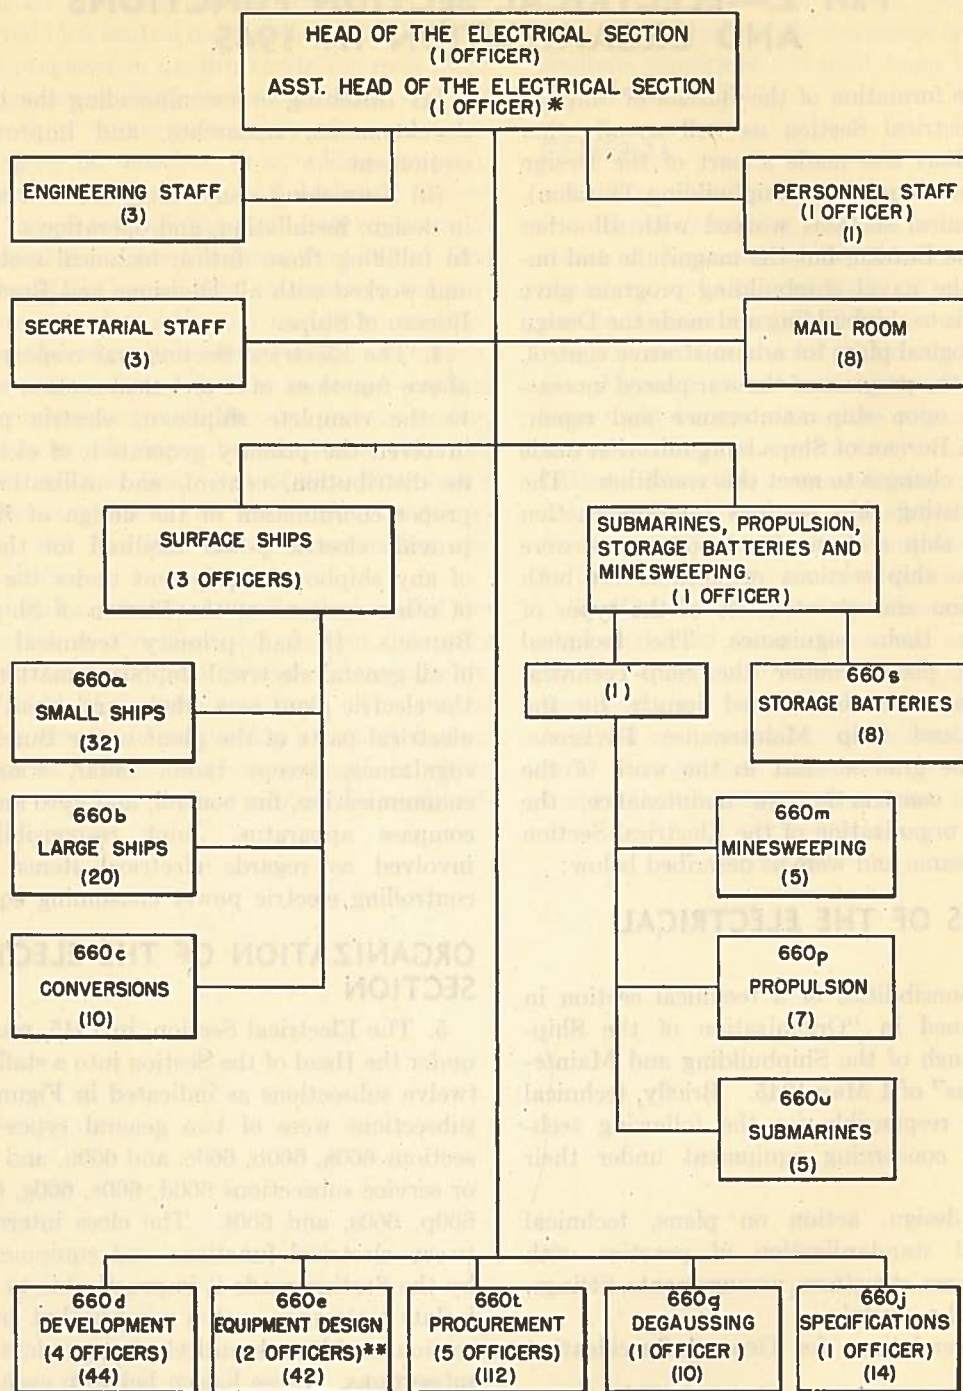 HEAD OF THE ELECTRICAL SECTION
(1 OFFICER)
ASST. HEAD OF THE ELECTRICAL SECTION
(1 OFFICER)*
ENGINEERING STAFF
(3)
PERSONNEL STAFF
(1 OFFICER)
(1)
SECRETARIAL STAFF
(3)
MAIL ROOM
(8)
SURFACE SHIPS
(3 OFFICERS)
SUBMARINES, PROPULSION,
STORAGE BATTERIES AND
MINESWEEPING
(1 OFFICER)
660a
SMALL SHIPS
(32)
(1)
660s
STORAGE BATTERIES
(8)
660b
LARGE SHIPS
(20)
660m
MINESWEEPING
(5)
660c
CONVERSIONS
(10)
660p
PROPULSION
(7)
660u
SUBMARINES
(5)
660d
DEVELOPMENT
(4 OFFICERS)
(44)
660e
EQUIPMENT DESIGN
(2 OFFICERS)**
(42)
660t
PROCUREMENT
(5 OFFICERS)
(112)
660g
DEGAUSSING
(1 OFFICER)
(10)
660j
SPECIFICATIONS
(1 OFFICER)
(14)